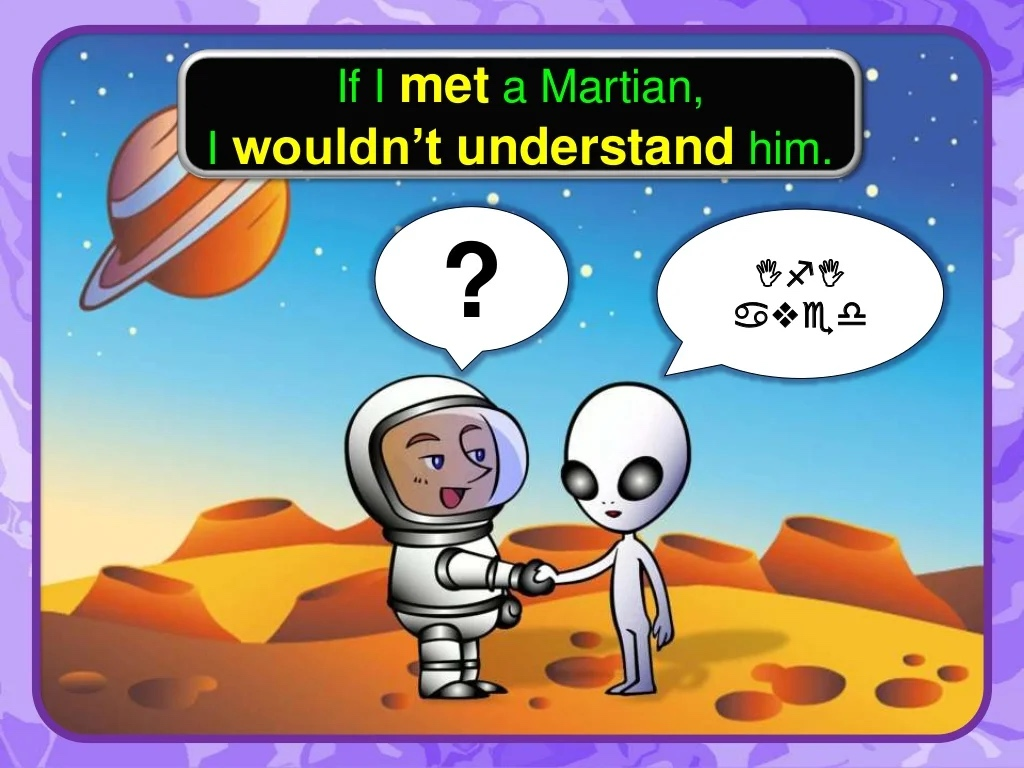 If I met a Martian,
I wouldn't understand him.
?
🖐♐🖐
♋❖♏♎